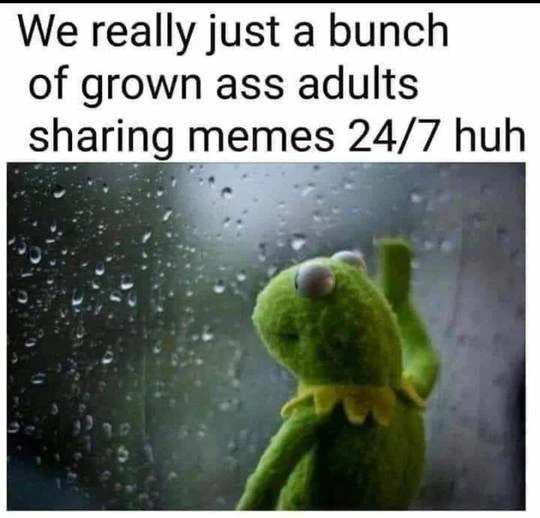 We really just a bunch
of grown ass adults
sharing memes 24/7 huh